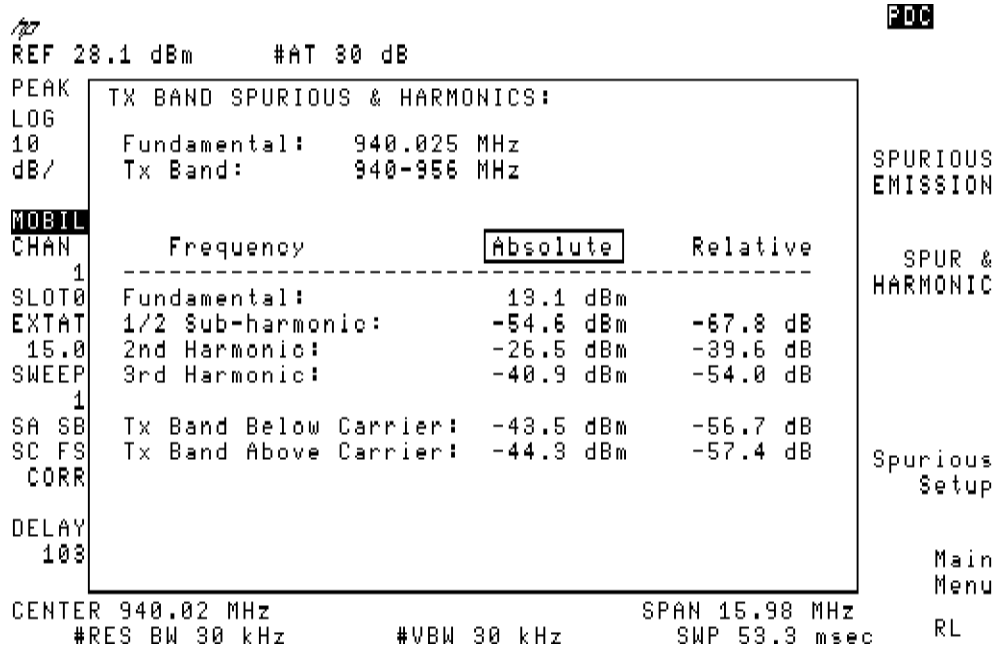 hp
PDC
REF 28.1 dBm #AT 30 dB
PEAK
LOG
10
dB/
MOBIL
CHAN
1
SLOT0
EXTAT
15.0
SWEEP
1
SA SB
SC FS
CORR
DELAY
103
TX BAND SPURIOUS & HARMONICS:
Fundamental: 940.025 MHz
Tx Band: 940-956 MHz
Frequency Absolute Relative
--------------------------------------------
Fundamental: 13.1 dBm
1/2 Sub-harmonic: -54.6 dBm -67.8 dB
2nd Harmonic: -26.5 dBm -39.6 dB
3rd Harmonic: -40.9 dBm -54.0 dB
Tx Band Below Carrier: -43.5 dBm -56.7 dB
Tx Band Above Carrier: -44.3 dBm -57.4 dB
SPURIOUS
EMISSION
SPUR &
HARMONIC
Spurious
Setup
Main
Menu
RL
CENTER 940.02 MHz SPAN 15.98 MHz
#RES BW 30 kHz #VBW 30 kHz SWP 53.3 msec